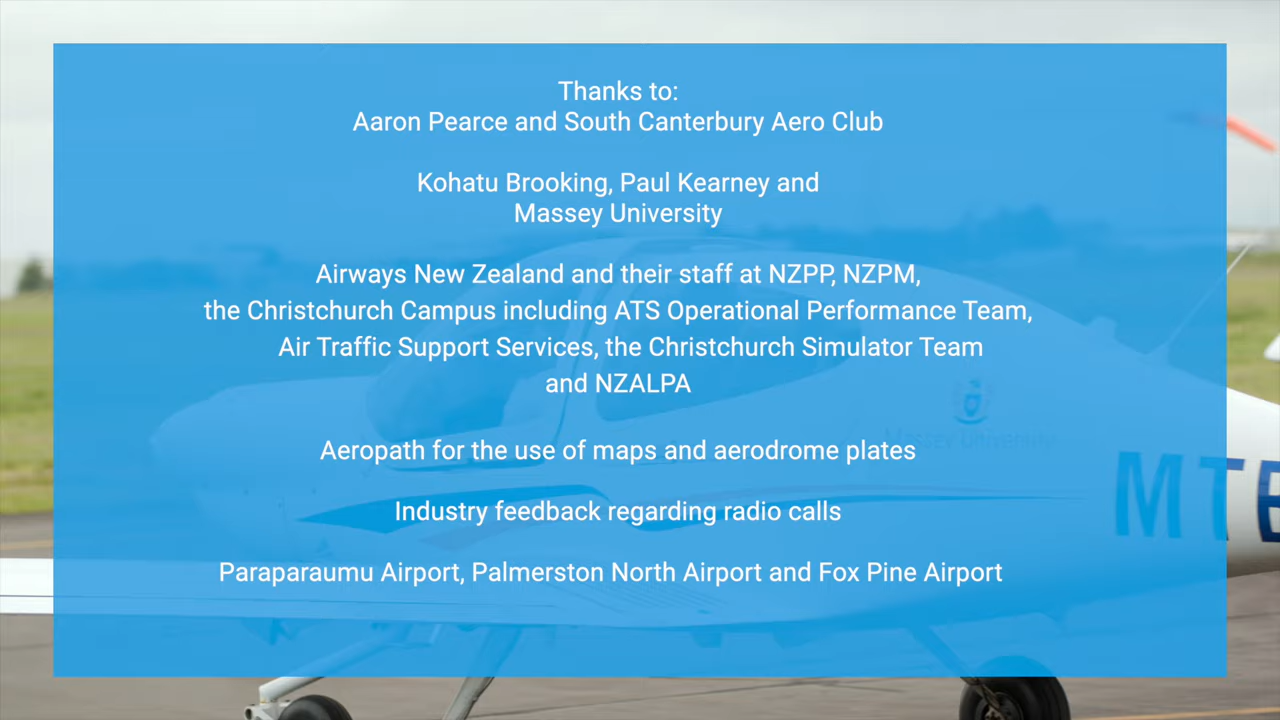 Thanks to:
Aaron Pearce and South Canterbury Aero Club
Kohatu Brooking, Paul Kearney and
Massey University
Airways New Zealand and their staff at NZPP, NZPM,
the Christchurch Campus including ATS Operational Performance Team,
Air Traffic Support Services, the Christchurch Simulator Team
and NZALPA
Massey University
Aeropath for the use of maps and aerodrome plates
MT
Industry feedback regarding radio calls
Paraparaumu Airport, Palmerston North Airport and Fox Pine Airport